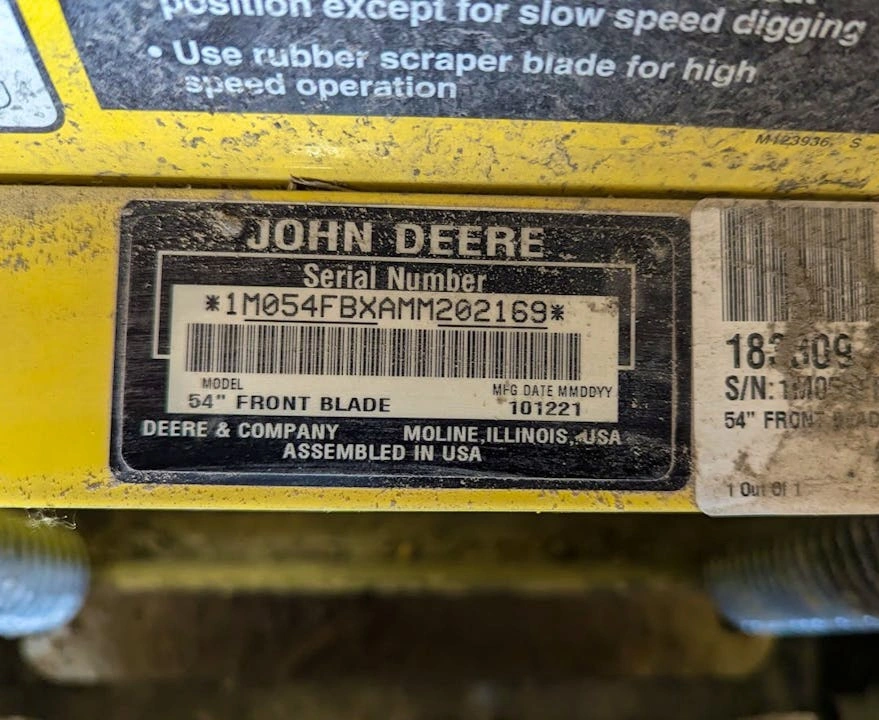 position except for slow speed digging
• Use rubber scraper blade for high
speed operation
M123936 S
JOHN DEERE
Serial Number
*1M054FBXAMM202169*
MODEL
MFG DATE MMDDYY
54" FRONT BLADE
101221
DEERE & COMPANY
MOLINE, ILLINOIS, USA
ASSEMBLED IN USA
S/N:
54" FRONT
1 Out Of 1